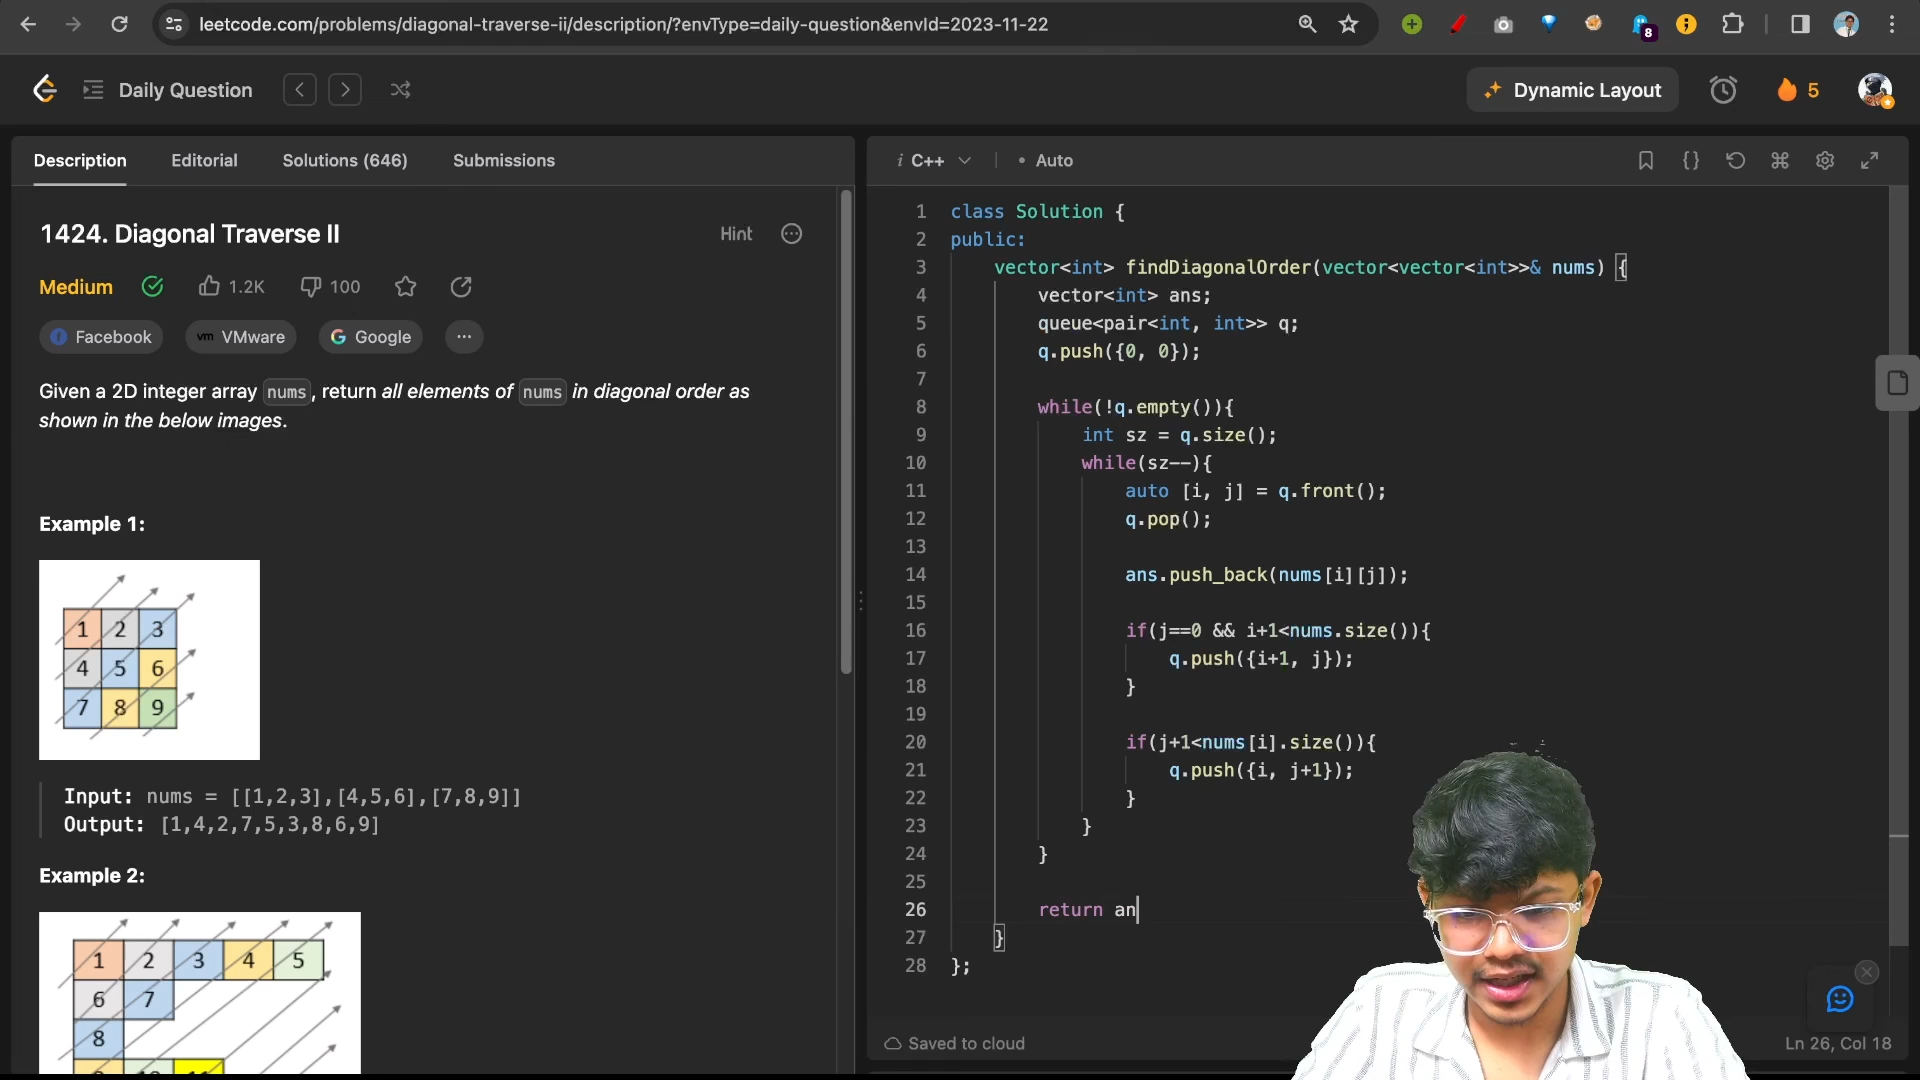 leetcode.com/problems/diagonal-traverse-ii/description/?envType=daily-question&envId=2023-11-22
8
Daily Question
Dynamic Layout
5
Description Editorial Solutions (646) Submissions
1424. Diagonal Traverse II
Hint
Medium 1.2K 100
Facebook vm VMware G Google ...
Given a 2D integer array nums, return all elements of nums in diagonal order as
shown in the below images.
Example 1:
1 2 3
4 5 6
7 8 9
Input: nums = [[1,2,3],[4,5,6],[7,8,9]]
Output: [1,4,2,7,5,3,8,6,9]
Example 2:
1 2 3 4 5
6 7
8
i C++ • Auto
1 class Solution {
2 public:
3 vector<int> findDiagonalOrder(vector<vector<int>>& nums) {
4 vector<int> ans;
5 queue<pair<int, int>> q;
6 q.push({0, 0});
7
8 while(!q.empty()){
9 int sz = q.size();
10 while(sz--){
11 auto [i, j] = q.front();
12 q.pop();
13
14 ans.push_back(nums[i][j]);
15
16 if(j==0 && i+1<nums.size()){
17 q.push({i+1, j});
18 }
19
20 if(j+1<nums[i].size()){
21 q.push({i, j+1});
22 }
23 }
24 }
25
26 return an
27 }
28 };
Saved to cloud
Ln 26, Col 18